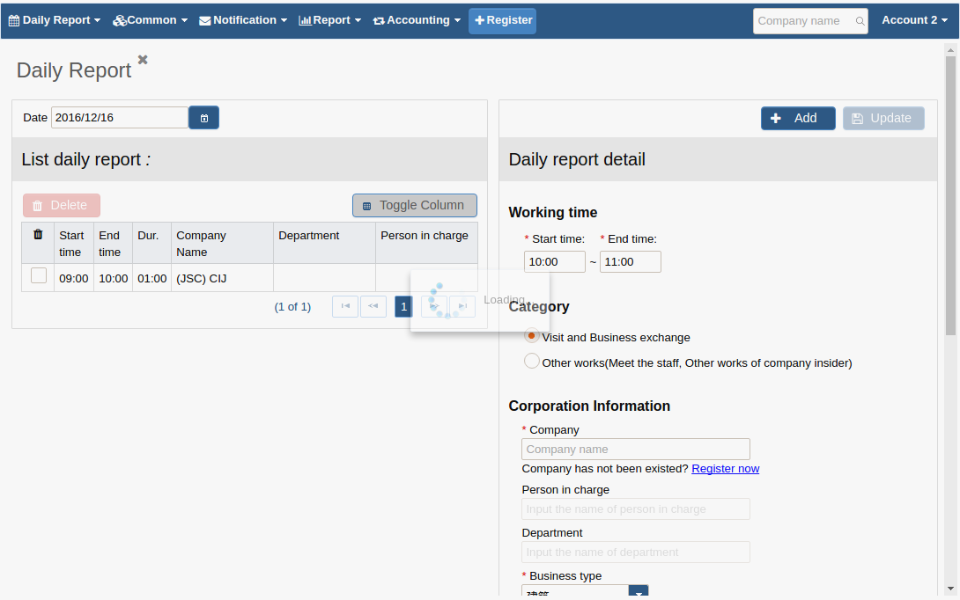 Daily Report Common Notification Report Accounting Register Company name Account 2
Daily Report
Date 2016/12/16
Add Update
List daily report :
Daily report detail
Delete Toggle Column
Working time
Start time End time Dur. Company Name Department Person in charge
* Start time: * End time:
10:00 ~ 11:00
09:00 10:00 01:00 (JSC) CIJ
(1 of 1) 1
Loading
Category
Visit and Business exchange
Other works(Meet the staff, Other works of company insider)
Corporation Information
* Company
Company name
Company has not been existed? Register now
Person in charge
Input the name of person in charge
Department
Input the name of department
* Business type
建築